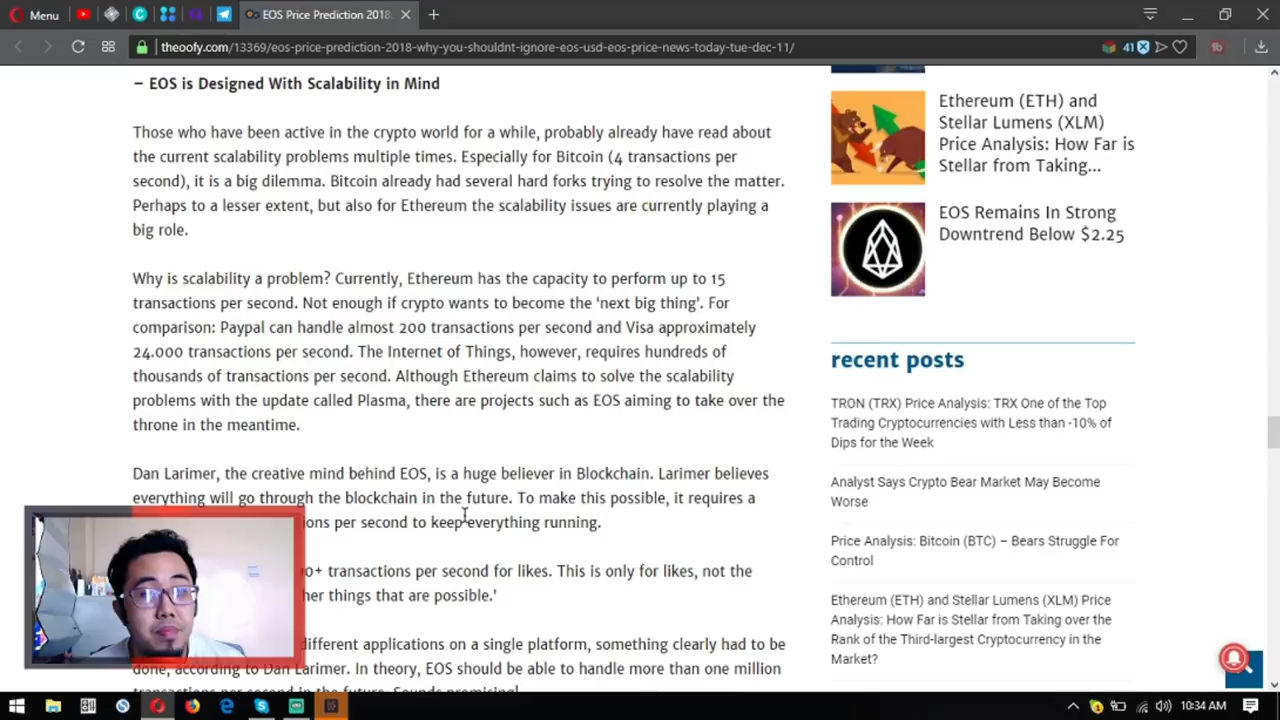 Menu
EOS Price Prediction 2018
theoofy.com/13369/eos-price-prediction-2018-why-you-shouldnt-ignore-eos-usd-eos-price-news-today-tue-dec-11/
41
– EOS is Designed With Scalability in Mind
Those who have been active in the crypto world for a while, probably already have read about
the current scalability problems multiple times. Especially for Bitcoin (4 transactions per
second), it is a big dilemma. Bitcoin already had several hard forks trying to resolve the matter.
Perhaps to a lesser extent, but also for Ethereum the scalability issues are currently playing a
big role.
Why is scalability a problem? Currently, Ethereum has the capacity to perform up to 15
transactions per second. Not enough if crypto wants to become the ‘next big thing’. For
comparison: Paypal can handle almost 200 transactions per second and Visa approximately
24.000 transactions per second. The Internet of Things, however, requires hundreds of
thousands of transactions per second. Although Ethereum claims to solve the scalability
problems with the update called Plasma, there are projects such as EOS aiming to take over the
throne in the meantime.
Dan Larimer, the creative mind behind EOS, is a huge believer in Blockchain. Larimer believes
everything will go through the blockchain in the future. To make this possible, it requires a
ions per second to keep everything running.
00+ transactions per second for likes. This is only for likes, not the
her things that are possible.’
different applications on a single platform, something clearly had to be
done, according to Dan Larimer. In theory, EOS should be able to handle more than one million
transactions per second in the future. Sounds promising!
Ethereum (ETH) and
Stellar Lumens (XLM)
Price Analysis: How Far is
Stellar from Taking...
EOS Remains In Strong
Downtrend Below $2.25
recent posts
TRON (TRX) Price Analysis: TRX One of the Top
Trading Cryptocurrencies with Less than -10% of
Dips for the Week
Analyst Says Crypto Bear Market May Become
Worse
Price Analysis: Bitcoin (BTC) – Bears Struggle For
Control
Ethereum (ETH) and Stellar Lumens (XLM) Price
Analysis: How Far is Stellar from Taking over the
Rank of the Third-largest Cryptocurrency in the
Market?
10:34 AM